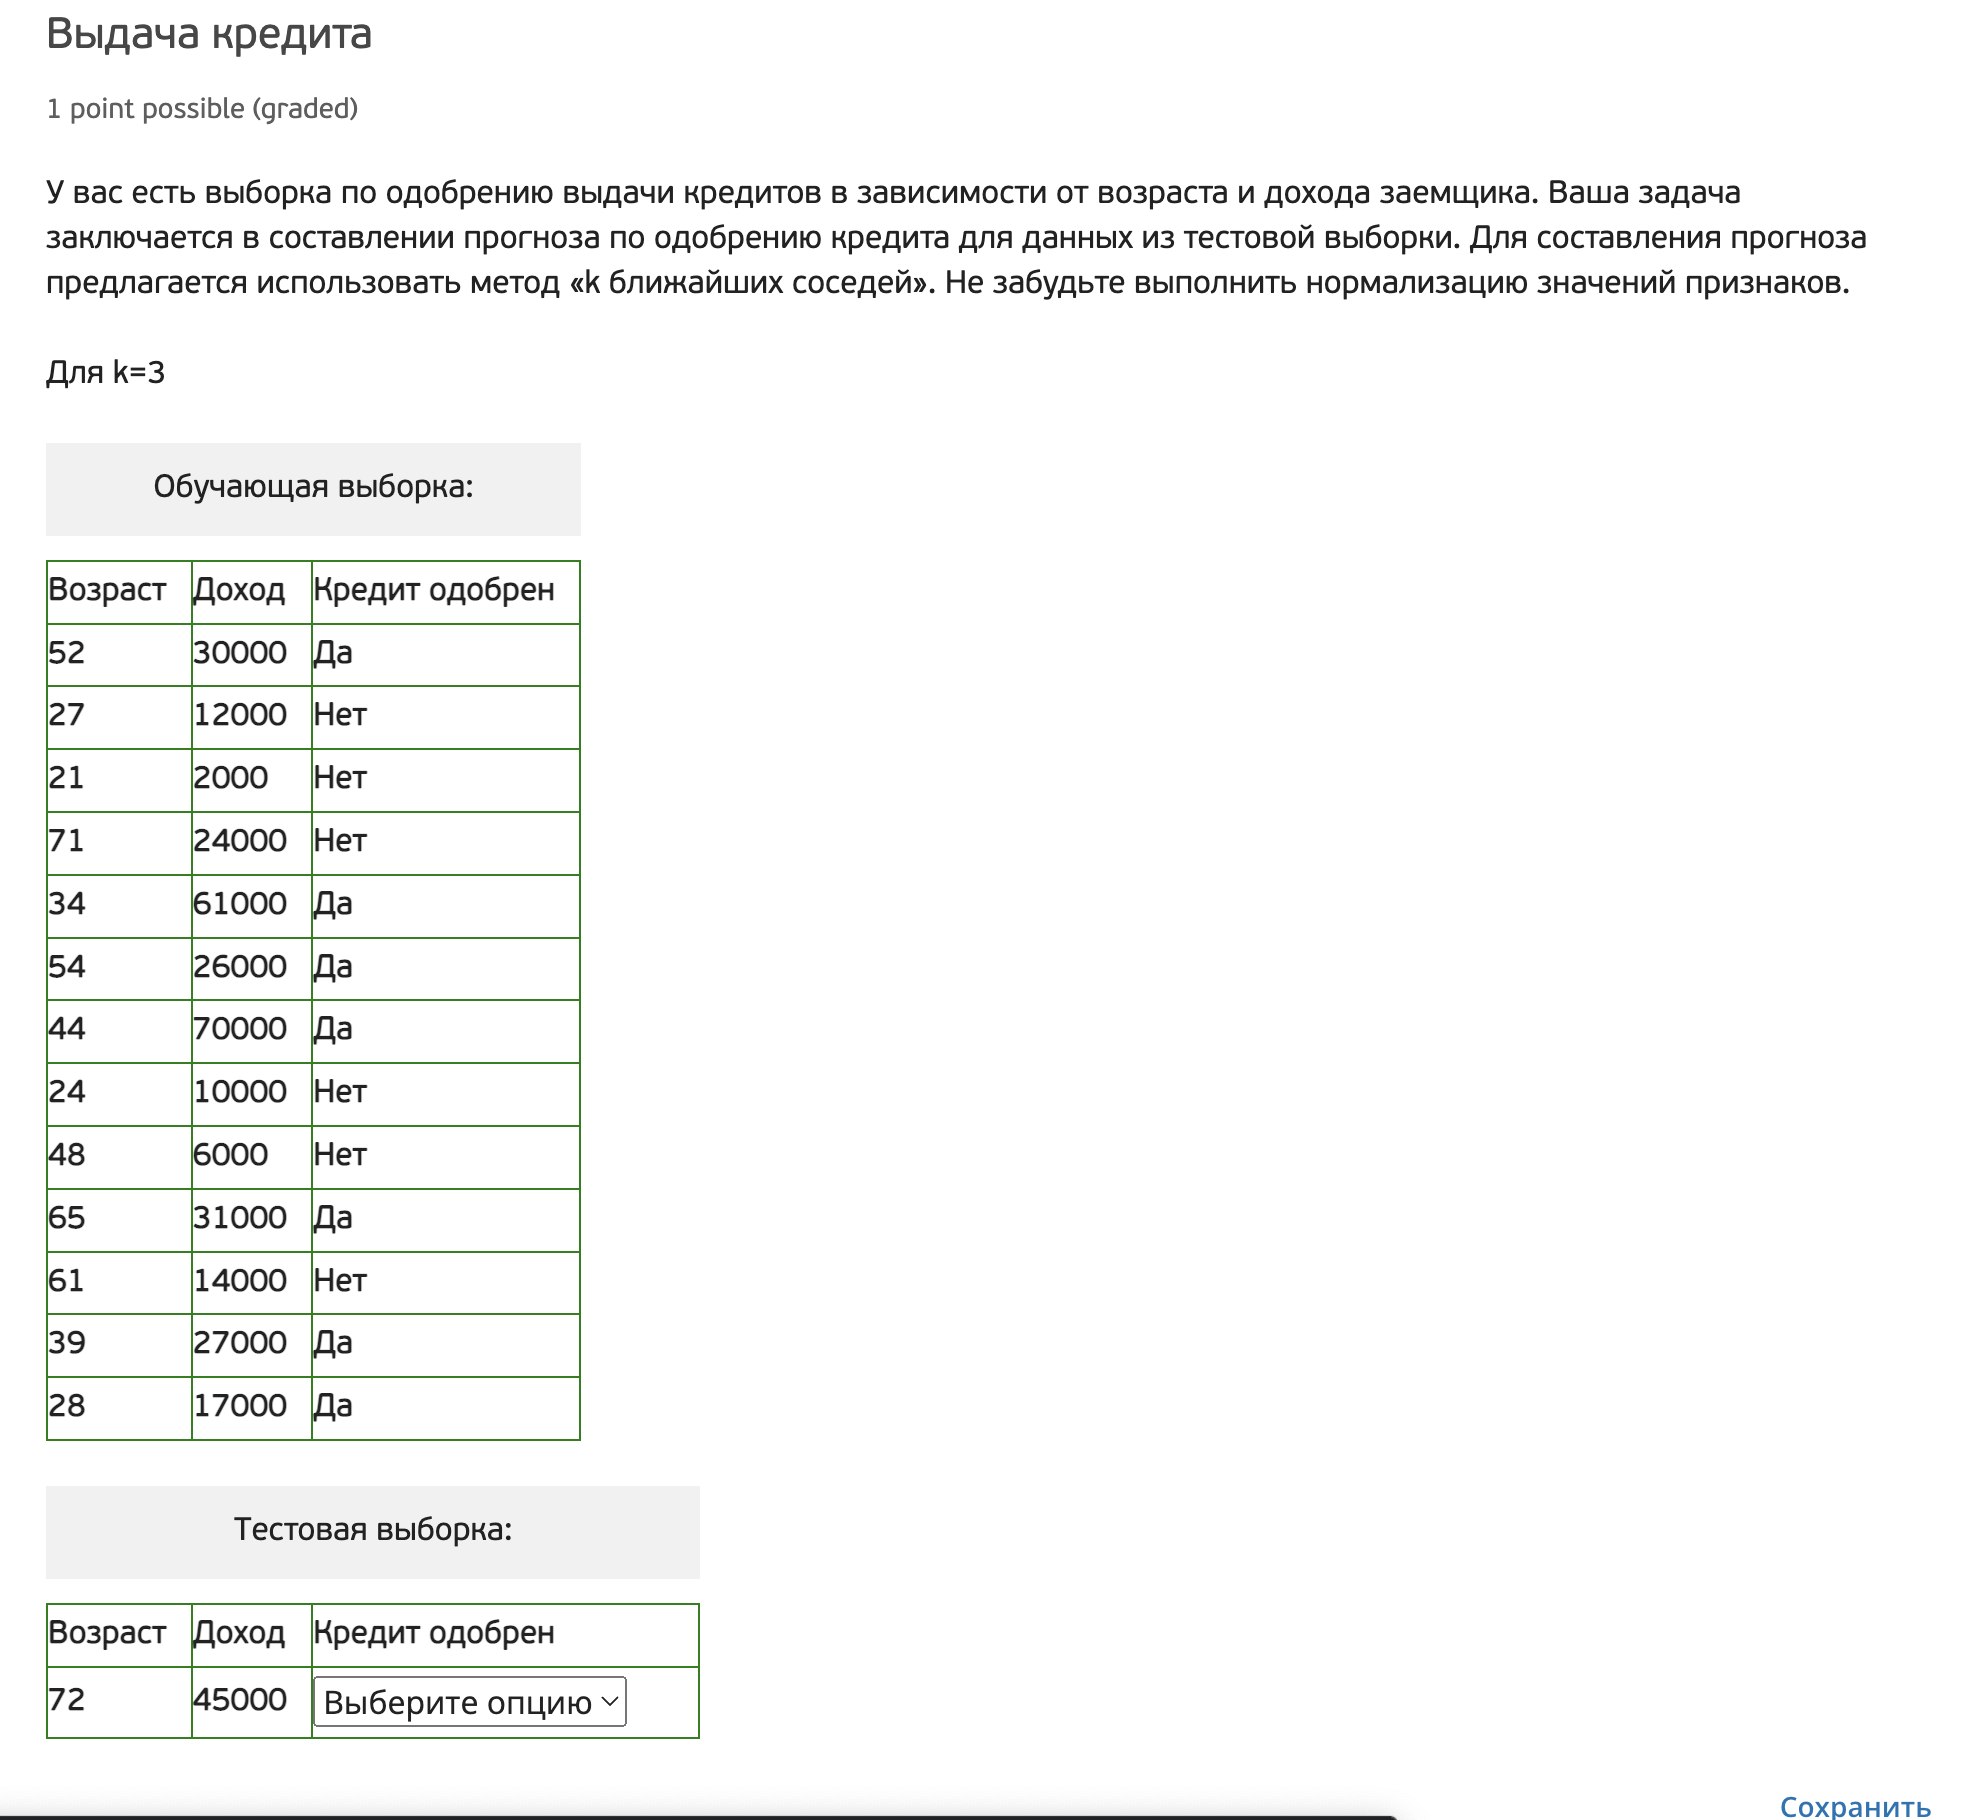 Выдача кредита
1 point possible (graded)
У вас есть выборка по одобрению выдачи кредитов в зависимости от возраста и дохода заемщика. Ваша задача
заключается в составлении прогноза по одобрению кредита для данных из тестовой выборки. Для составления прогноза
предлагается использовать метод «k ближайших соседей». Не забудьте выполнить нормализацию значений признаков.
Для k=3
Обучающая выборка:
Возраст Доход Кредит одобрен
52 30000 Да
27 12000 Нет
21 2000 Нет
71 24000 Нет
34 61000 Да
54 26000 Да
44 70000 Да
24 10000 Нет
48 6000 Нет
65 31000 Да
61 14000 Нет
39 27000 Да
28 17000 Да
Тестовая выборка:
Возраст Доход Кредит одобрен
72 45000 Выберите опцию
Сохранить